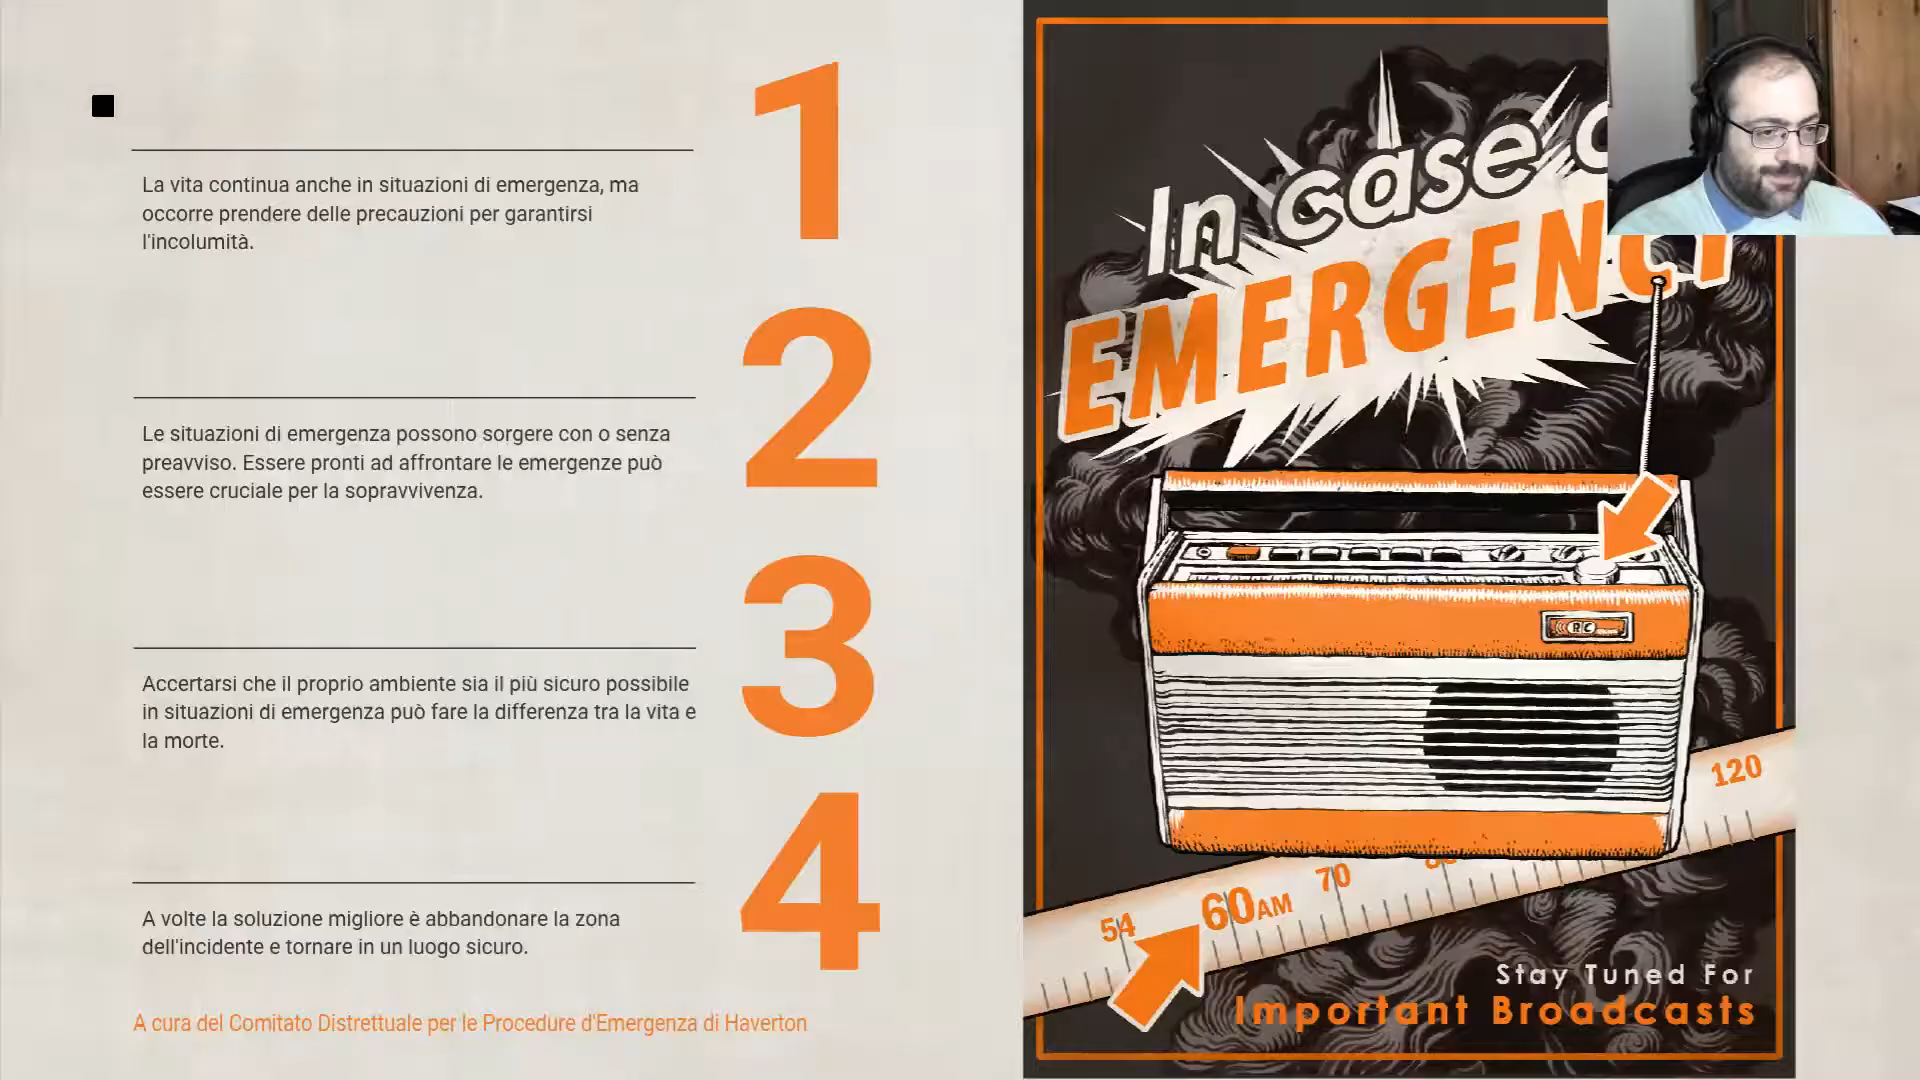 1
La vita continua anche in situazioni di emergenza, ma
occorre prendere delle precauzioni per garantirsi
l'incolumità.
2
Le situazioni di emergenza possono sorgere con o senza
preavviso. Essere pronti ad affrontare le emergenze può
essere cruciale per la sopravvivenza.
3
Accertarsi che il proprio ambiente sia il più sicuro possibile
in situazioni di emergenza può fare la differenza tra la vita e
la morte.
4
A volte la soluzione migliore è abbandonare la zona
dell'incidente e tornare in un luogo sicuro.
A cura del Comitato Distrettuale per le Procedure d'Emergenza di Haverton
In case
EMERGENCY
RC
120
54 60AM 70
Stay Tuned For
Important Broadcasts